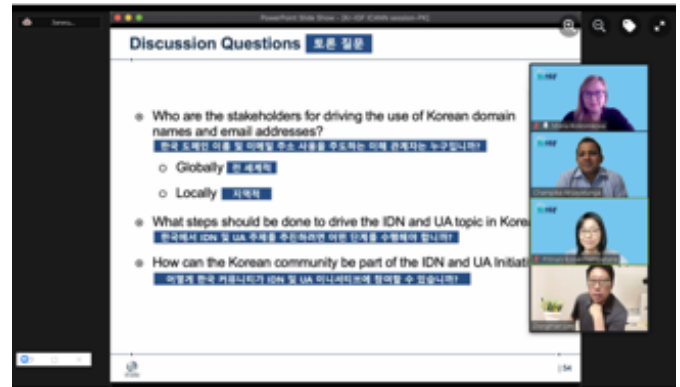 PowerPoint Slide Show - [KrIGF ICANN session-PK]
Discussion Questions 토론 질문
Who are the stakeholders for driving the use of Korean domain
names and email addresses?
한국 도메인 이름 및 이메일 주소 사용을 주도하는 이해 관계자는 누구입니까?
Globally 전 세계적
Locally 지역적
What steps should be done to drive the IDN and UA topic in Kore
한국에서 IDN 및 UA 주제를 추진하려면 어떤 단계를 수행해야 합니까?
How can the Korean community be part of the IDN and UA Initiati
어떻게 한국 커뮤니티가 IDN 및 UA 이니셔티브에 참여할 수 있습니까?
| 54